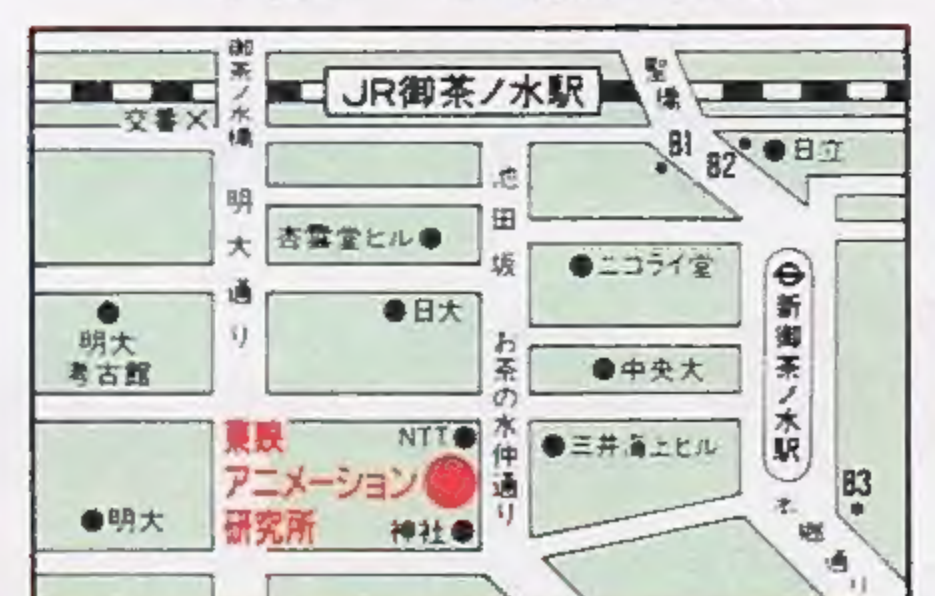 御茶ノ水橋
JR御茶ノ水駅
聖橋
交番×
B1
B2
日立
明大通り
池田坂
杏雲堂ビル
ニコライ堂
新御茶ノ水駅
日大
明大
考古館
お茶の水仲通り
中央大
東映
アニメーション
研究所
NTT
神社
三井海上ビル
明大
B3
本郷通り